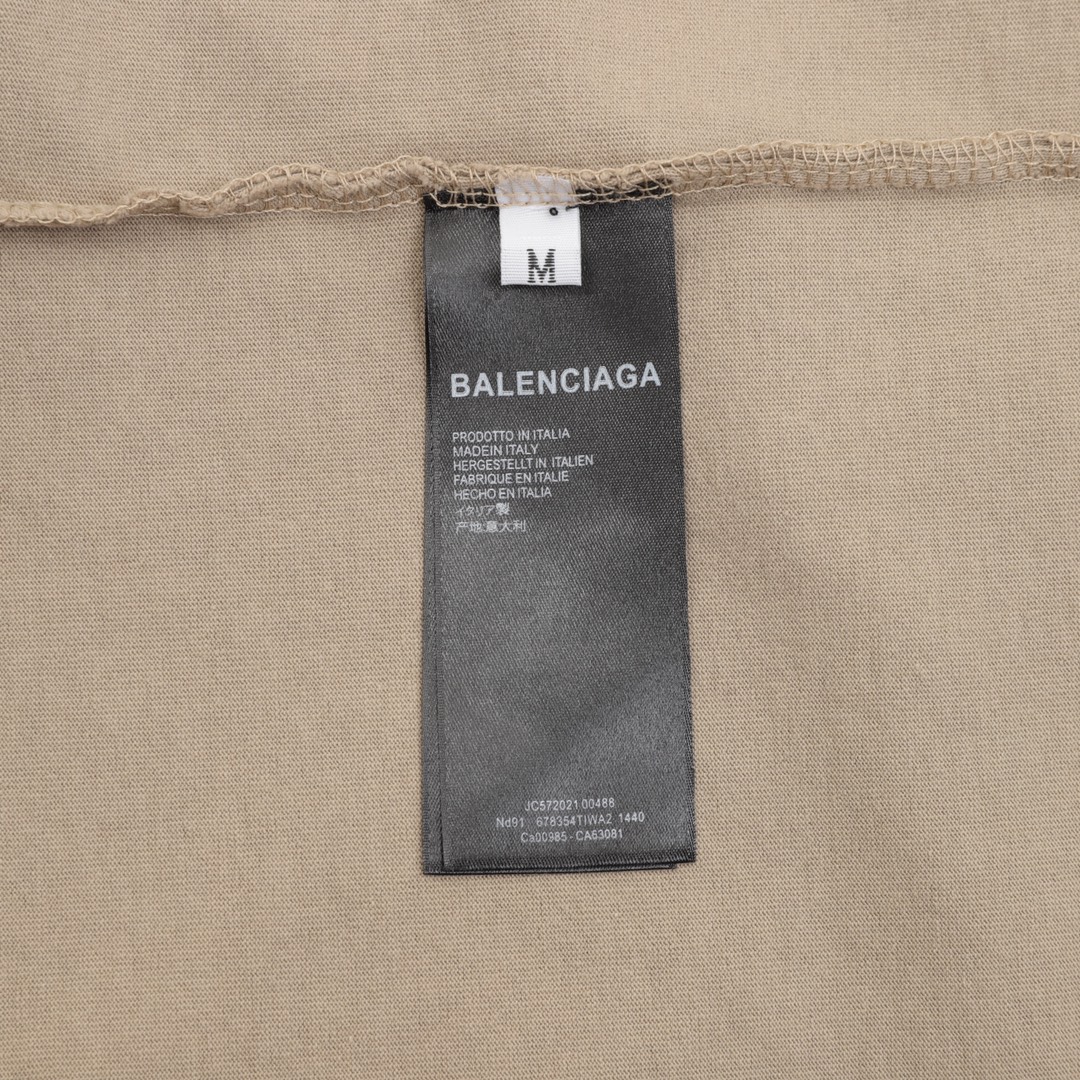 M
BALENCIAGA
PRODOTTO IN ITALIA
MADEIN ITALY
HERGESTELLT IN ITALIEN
FABRIQUE EN ITALIE
HECHO EN ITALIA
イタリア製
产地:意大利
JC572021 00488
Nd91 678354TIWA2 1440
Ca00985-CA63081